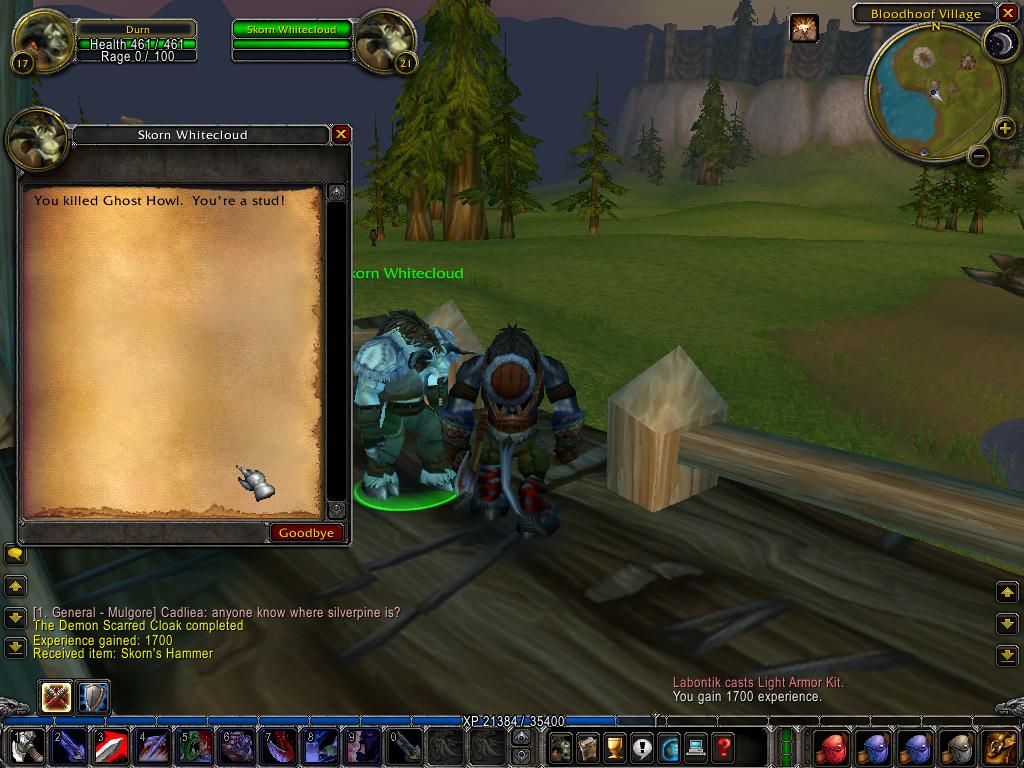 Durn
Health 461 / 461
Rage 0 / 100
17
Skorn Whitecloud
21
Bloodhoof Village
N
Skorn Whitecloud
You killed Ghost Howl.  You're a stud!
Goodbye
korn Whitecloud
[1. General - Mulgore] Cadliea: anyone know where silverpine is?
The Demon Scarred Cloak completed
Experience gained: 1700
Received item: Skorn's Hammer
Labontik casts Light Armor Kit.
You gain 1700 experience.
XP 21384 / 35400
1 2 3 4 5 6 7 8 9 0